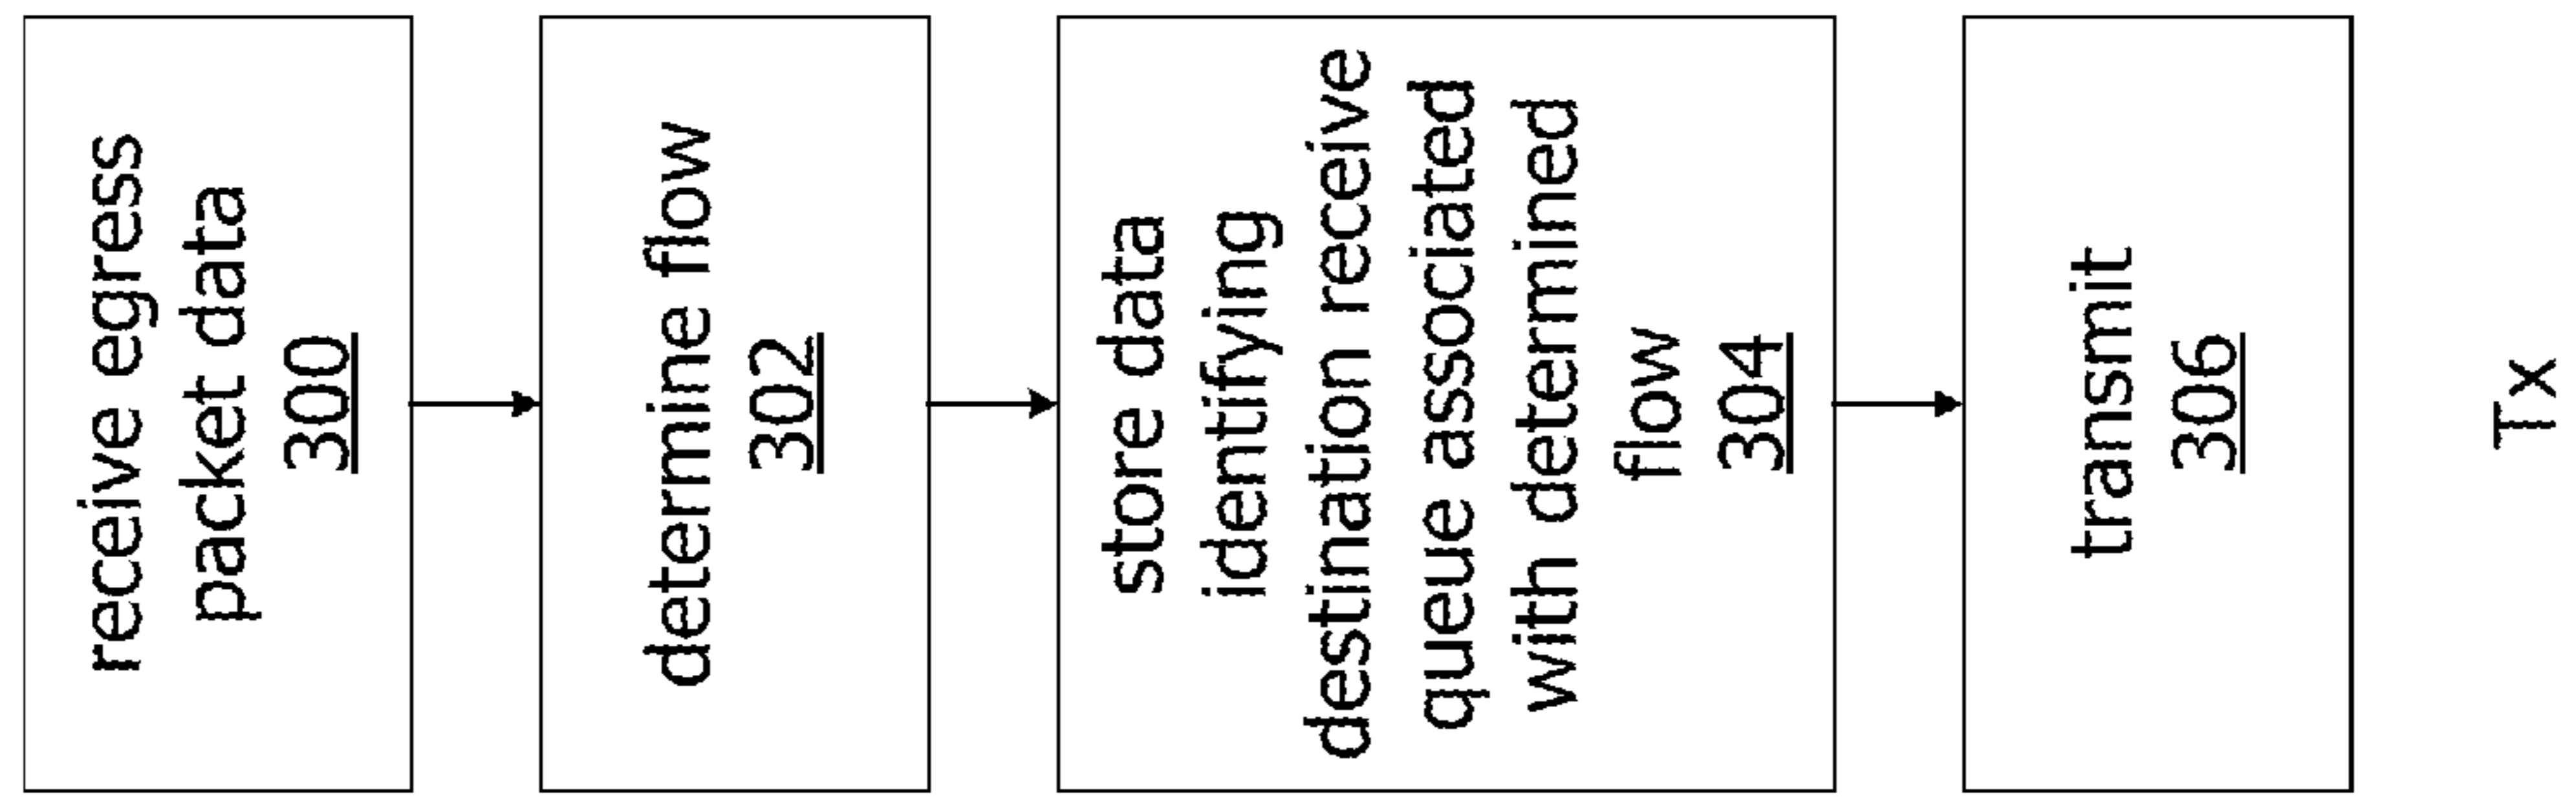 receive egress
packet data
300
determine flow
302
store data
identifying
destination receive
queue associated
with determined
flow
304
transmit
306
Tx